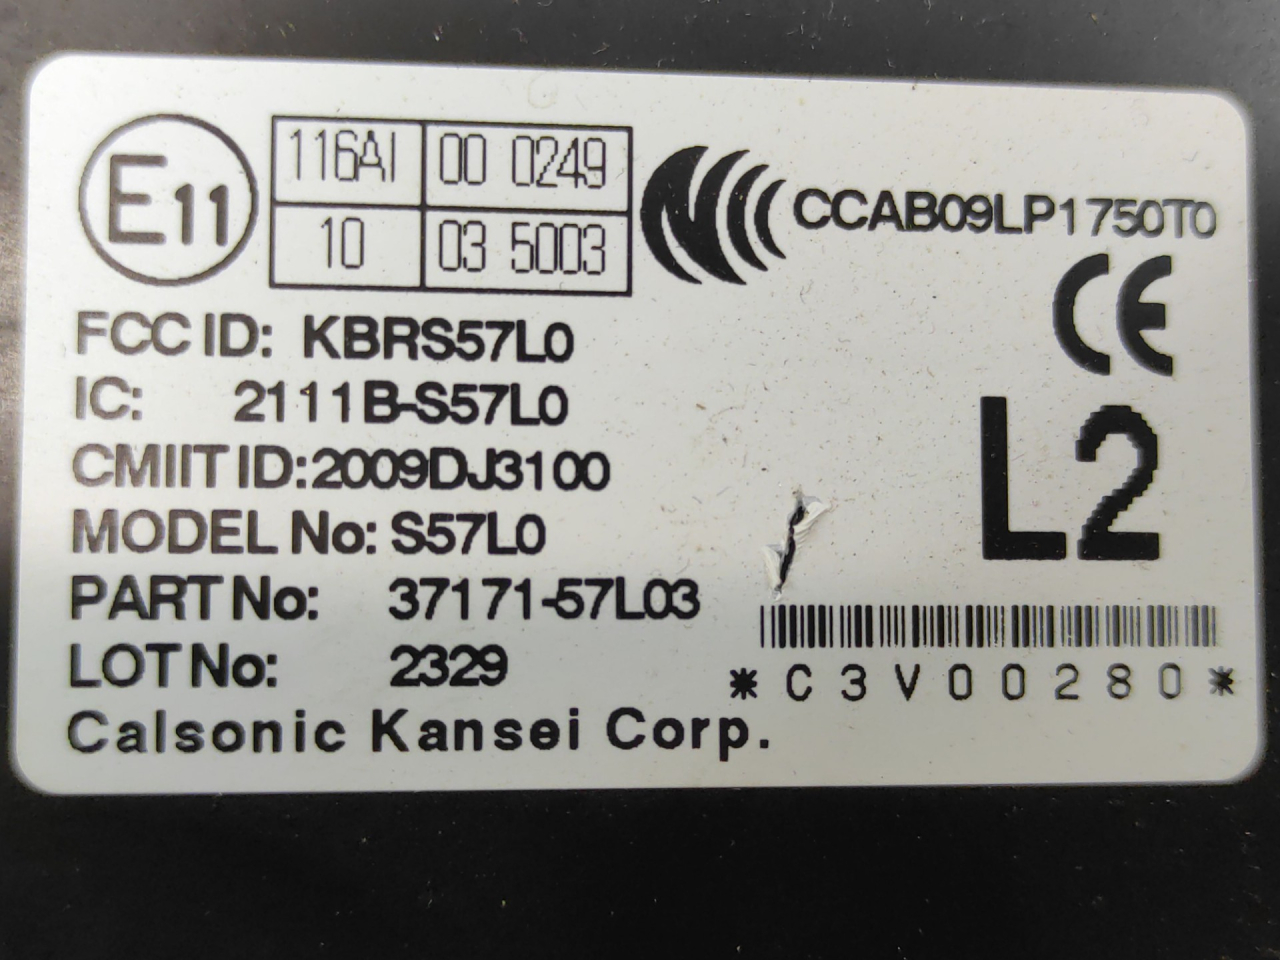 E11
116AI 00 0249
10 03 5003
CCAB09LP1750T0
CE
FCC ID: KBRS57L0
IC: 2111B-S57L0
CMIIT ID:2009DJ3100
L2
MODEL No: S57L0
PART No: 37171-57L03
LOT No: 2329
*C3V00280*
Calsonic Kansei Corp.